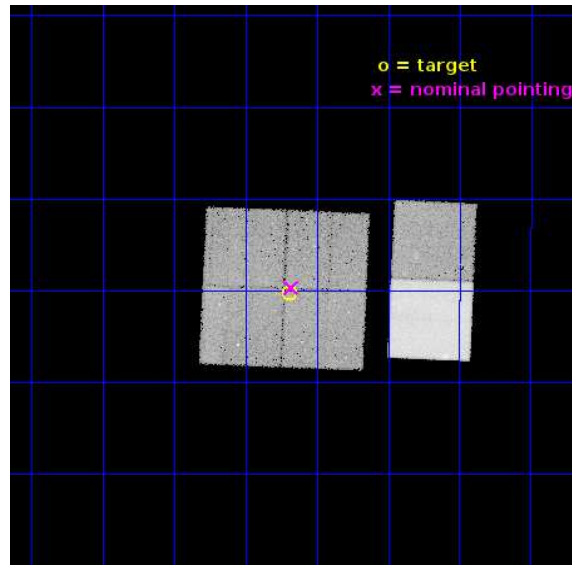 o = target
x = nominal pointing